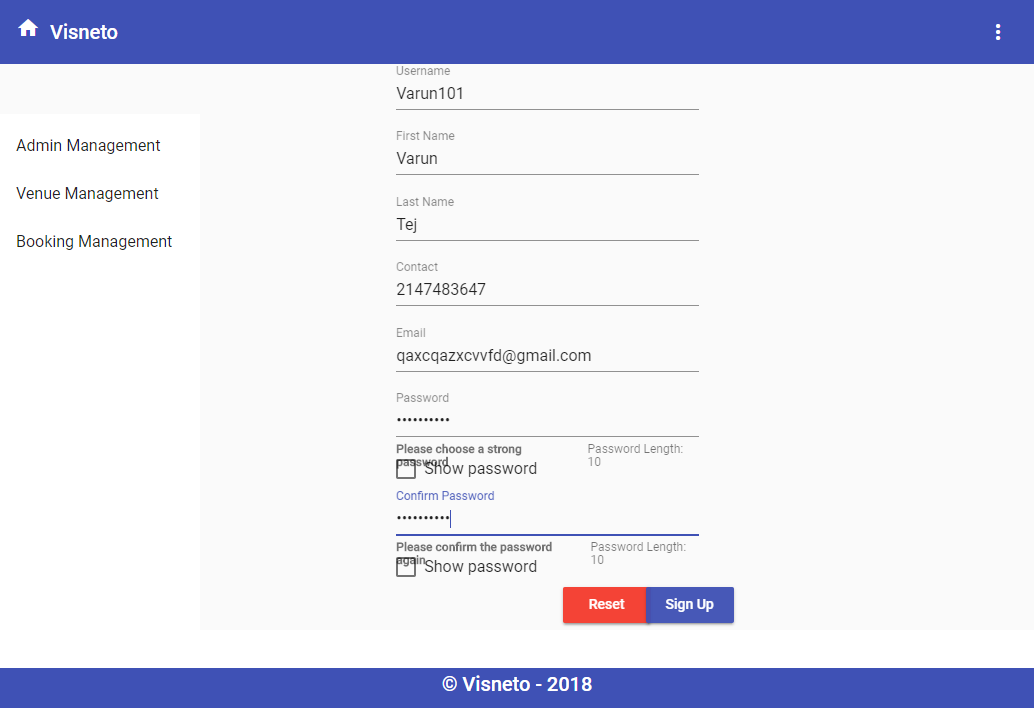 Visneto
Admin Management
Venue Management
Booking Management
Username
Varun101
First Name
Varun
Last Name
Tej
Contact
2147483647
Email
qaxcqazxcvvfd@gmail.com
Password
••••••••••
Please choose a strong
password
Password Length:
10
Show password
Confirm Password
••••••••••
Please confirm the password
again
Password Length:
10
Show password
Reset
Sign Up
© Visneto - 2018